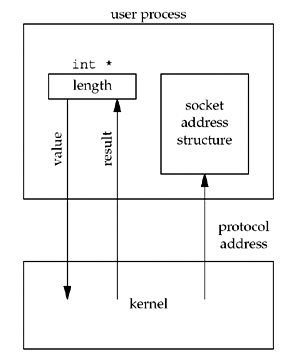 user process
int *
length
value
result
socket
address
structure
protocol
address
kernel